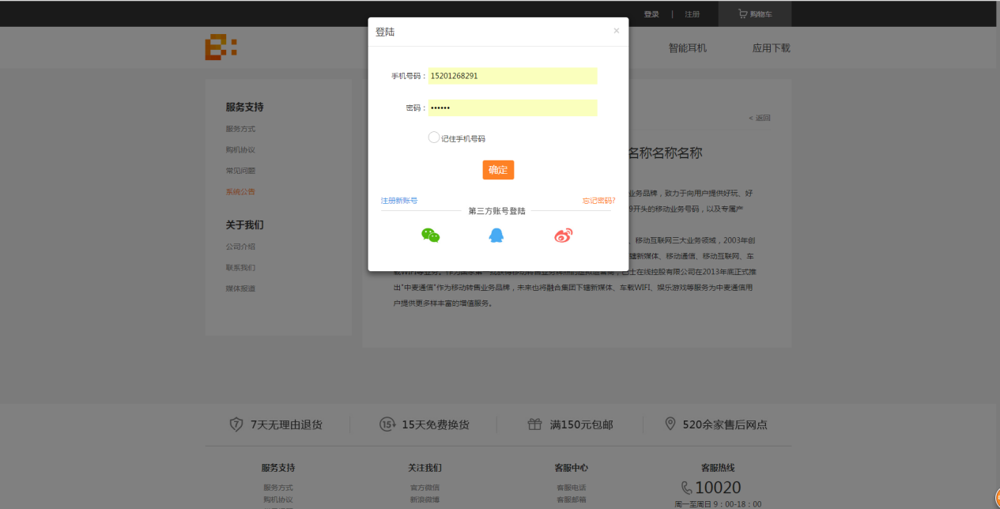 登录 | 注册 购物车
智能耳机 应用下载
登陆 ×
手机号码： 15201268291
密码： ••••••
记住手机号码
确定
注册新账号 忘记密码?
第三方账号登陆
服务支持
服务方式
购机协议
常见问题
系统公告
关于我们
公司介绍
联系我们
媒体报道
< 返回
名称名称名称
业务品牌，致力于向用户提供好玩、好
9开头的移动业务号码，以及专属产
、移动互联网三大业务领域，2003年创
辖新媒体、移动通信、移动互联网、车
士在线控股有限公司在2013年底正式推
出"中麦通信"作为移动转售业务品牌，未来也将融合集团下辖新媒体、车载WIFI、娱乐游戏等服务为中麦通信用
户提供更多样丰富的增值服务。
7 7天无理由退货 15 15天免费换货 满150元包邮 520余家售后网点
服务支持 关注我们 客服中心 客服热线
服务方式 官方微信 客服电话 10020
购机协议 新浪微博 客服邮箱 周一至周日 9：00-18：00